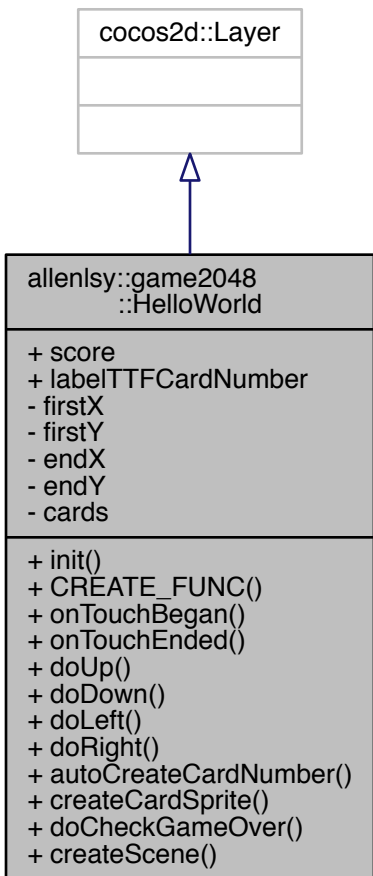 cocos2d::Layer
allenlsy::game2048
::HelloWorld
+ score
+ labelTTFCardNumber
- firstX
- firstY
- endX
- endY
- cards
+ init()
+ CREATE_FUNC()
+ onTouchBegan()
+ onTouchEnded()
+ doUp()
+ doDown()
+ doLeft()
+ doRight()
+ autoCreateCardNumber()
+ createCardSprite()
+ doCheckGameOver()
+ createScene()